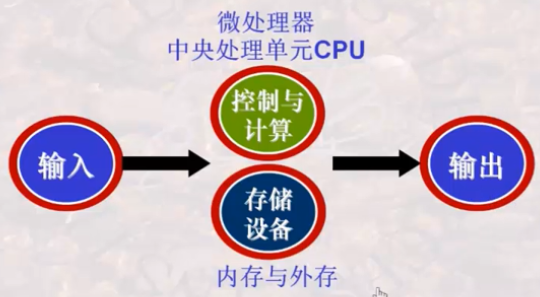 微处理器
中央处理单元CPU
控制与
计算
输入
输出
存储
设备
内存与外存